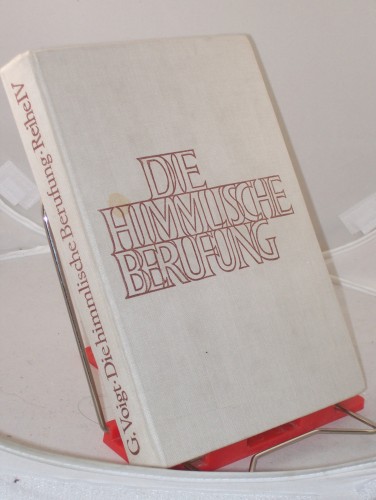 DIE
HIMMLISCHE
BERUFUNG
G. Voigt · Die himmlische Berufung · Reihe IV